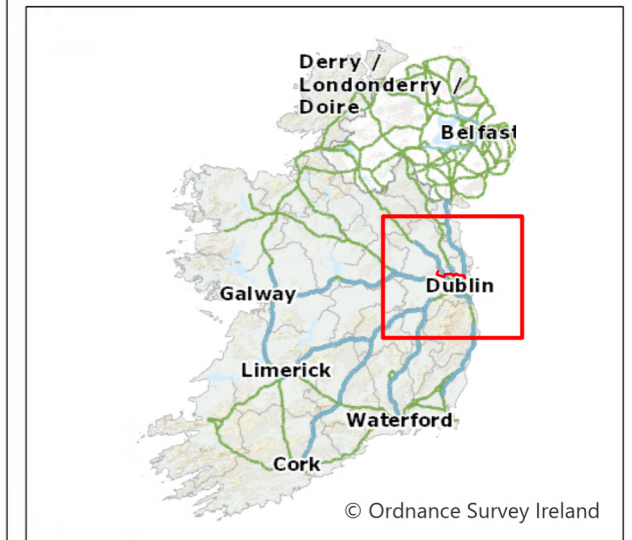 Derry /
Londonderry /
Doire
Belfast
Dublin
Galway
Limerick
Waterford
Cork
© Ordnance Survey Ireland